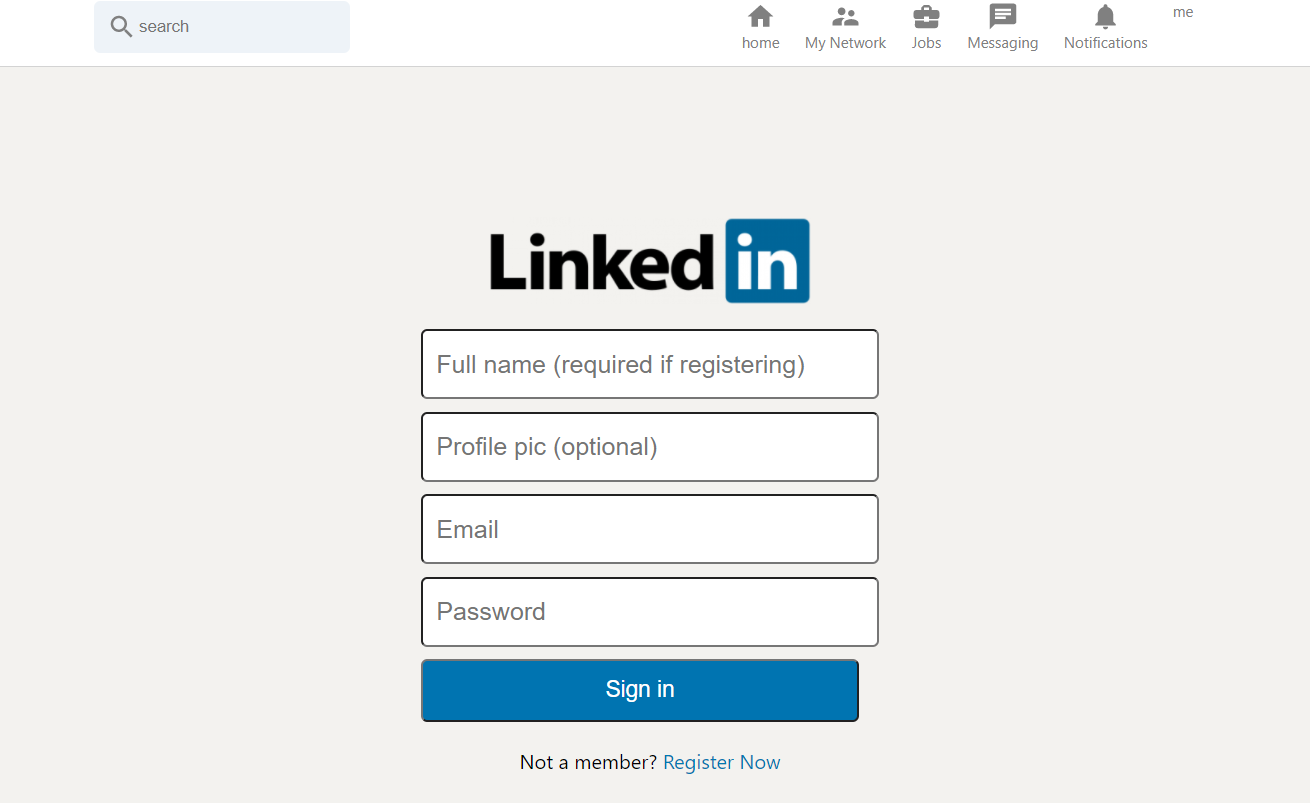 search
home My Network Jobs Messaging Notifications me
Linked in
Full name (required if registering)
Profile pic (optional)
Email
Password
Sign in
Not a member? Register Now